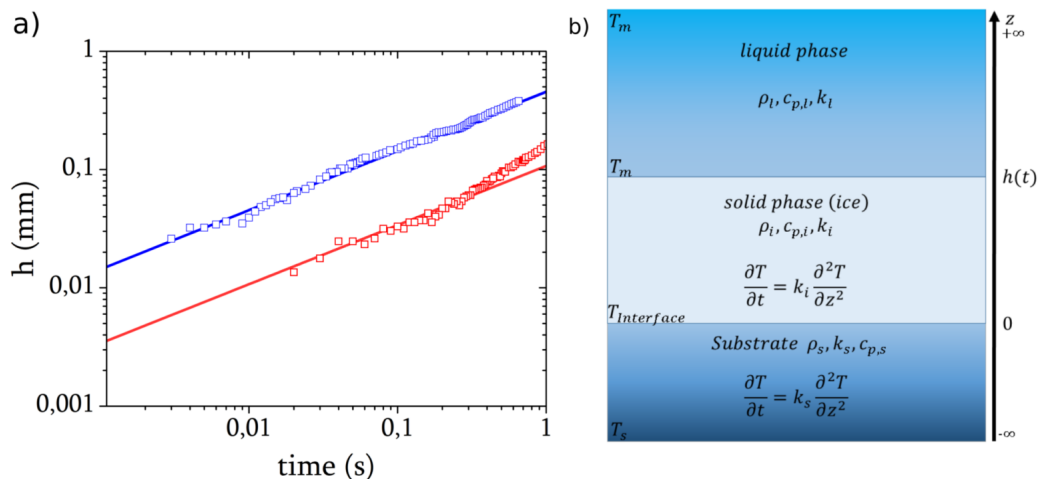 a)
h (mm)
1
0,1
0,01
0,001
0,01
0,1
1
time (s)
b)
T_m
liquid phase
ρ_l, c_{p,l}, k_l
T_m
solid phase (ice)
ρ_i, c_{p,i}, k_i
∂T/∂t = k_i ∂²T/∂z²
T_{Interface}
Substrate ρ_s, k_s, c_{p,s}
∂T/∂t = k_s ∂²T/∂z²
T_s
z
+∞
h(t)
0
-∞